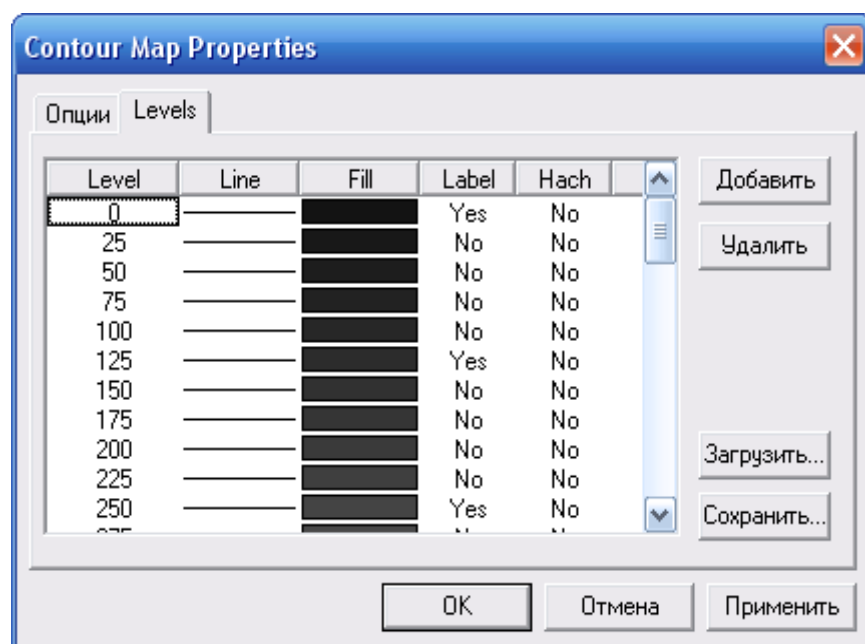 Contour Map Properties
Опции Levels
Level Line Fill Label Hach
0 Yes No
25 No No
50 No No
75 No No
100 No No
125 Yes No
150 No No
175 No No
200 No No
225 No No
250 Yes No
Добавить
Удалить
Загрузить...
Сохранить...
OK Отмена Применить